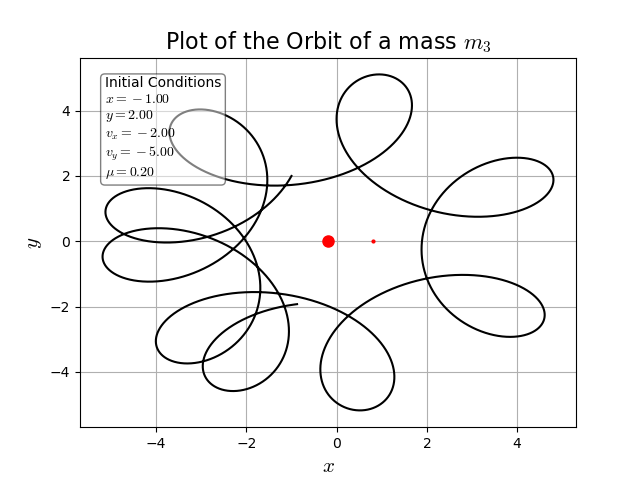 Plot of the Orbit of a mass m₃
Initial Conditions
x = −1.00
y = 2.00
vₓ = −2.00
v_y = −5.00
μ = 0.20
4
2
0
−2
−4
y
−4 −2 0 2 4
x